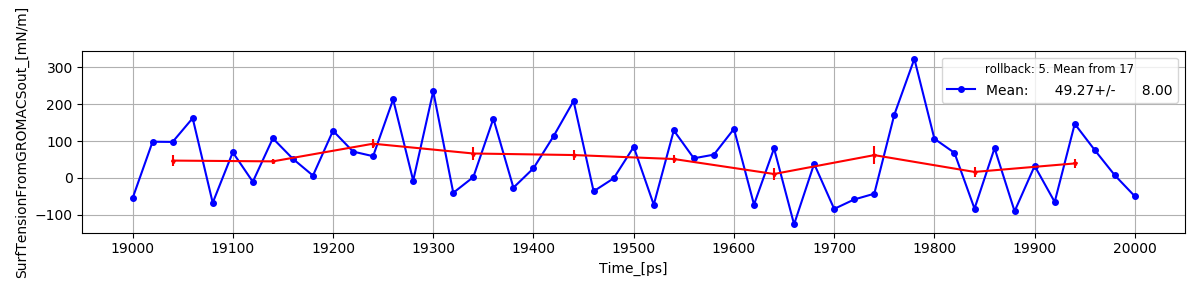 SurfTensionFromGROMACSout_[mN/m]
300
200
100
0
−100
rollback: 5. Mean from 17
Mean: 49.27+/- 8.00
19000 19100 19200 19300 19400 19500 19600 19700 19800 19900 20000
Time_[ps]